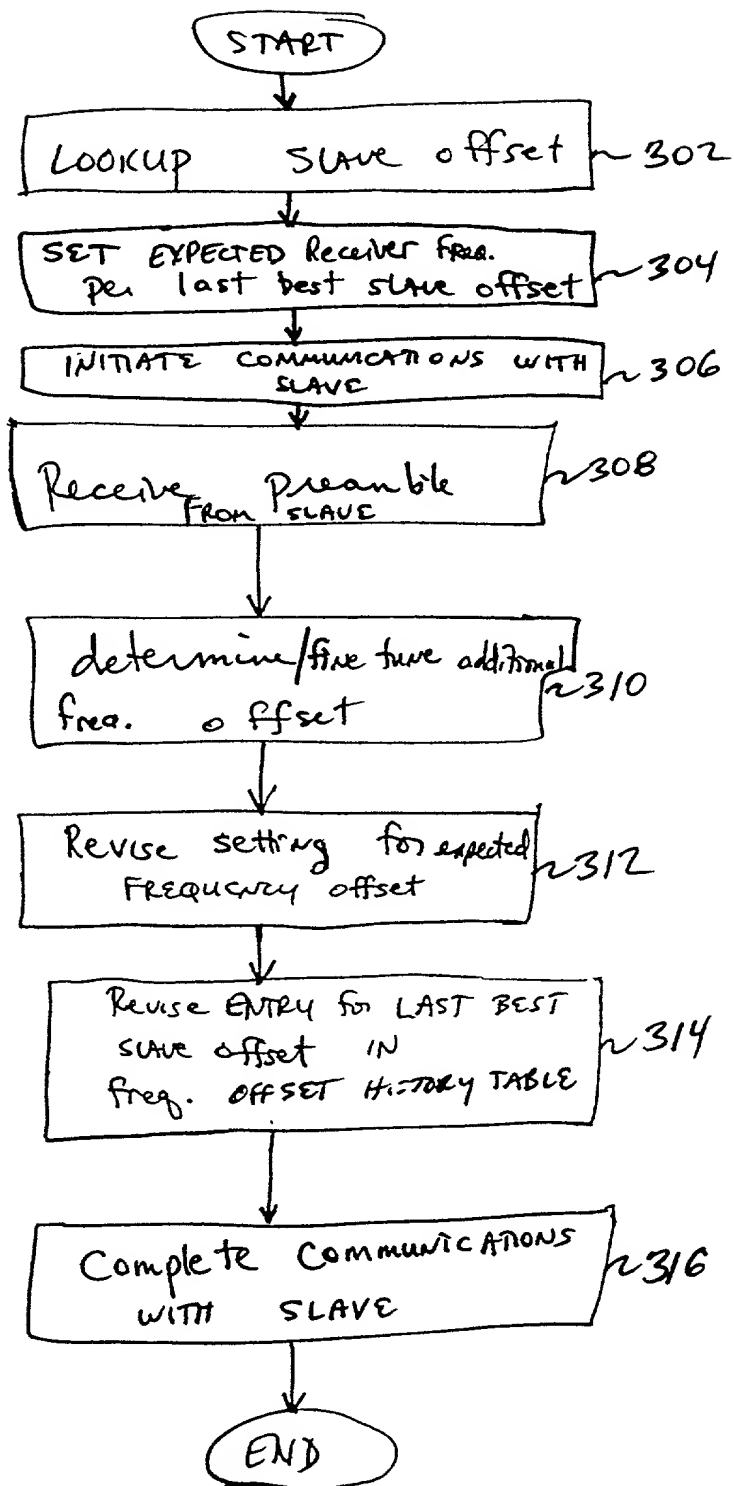 START
LOOKUP SLAVE offset
302
SET EXPECTED Receiver FREQ.
per last best SLAVE offset
304
INITIATE COMMUNICATIONS WITH
SLAVE
306
Receive Preamble
FROM SLAVE
308
determine/fine tune additional
freq. offset
310
Revise setting for expected
FREQUENCY offset
312
Revise ENTRY for LAST BEST
SLAVE offset IN
freq. OFFSET HISTORY TABLE
314
Complete COMMUNICATIONS
WITH SLAVE
316
END